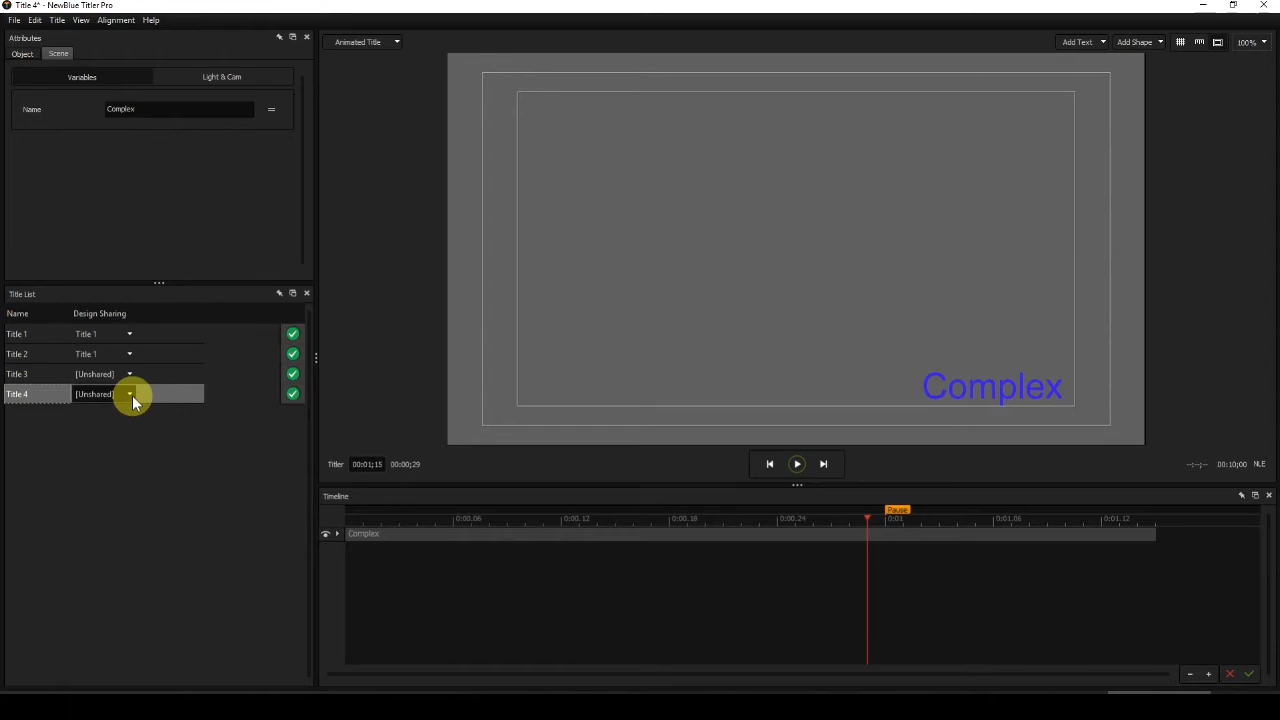 Title 4* - NewBlue Titler Pro
File Edit Title View Alignment Help
Attributes
Object Scene
Variables Light & Cam
Name Complex
Animated Title
Add Text Add Shape 100%
Complex
Title List
Name Design Sharing
Title 1 Title 1
Title 2 Title 1
Title 3 [Unshared]
Title 4 [Unshared]
Titler 00:01;15 00:00;29
--:--;-- 00:10;00 NLE
Timeline
Pause
0:00.06 0:00.12 0:00.18 0:00.24 0:01 0:01.06 0:01.12
Complex